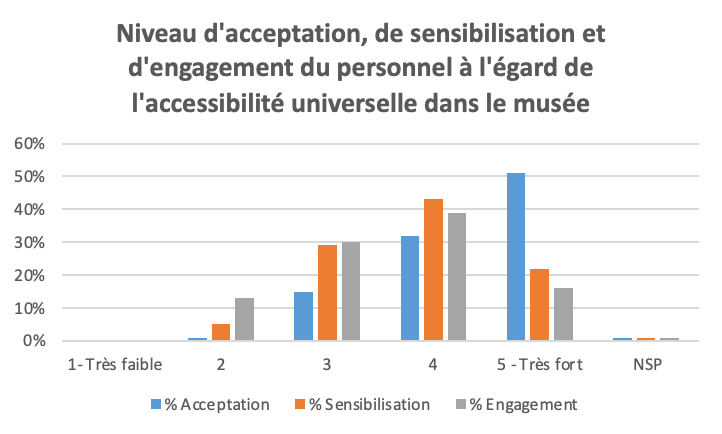 Niveau d'acceptation, de sensibilisation et
d'engagement du personnel à l'égard de
l'accessibilité universelle dans le musée
60%
50%
40%
30%
20%
10%
0%
1- Très faible 2 3 4 5 - Très fort NSP
% Acceptation % Sensibilisation % Engagement